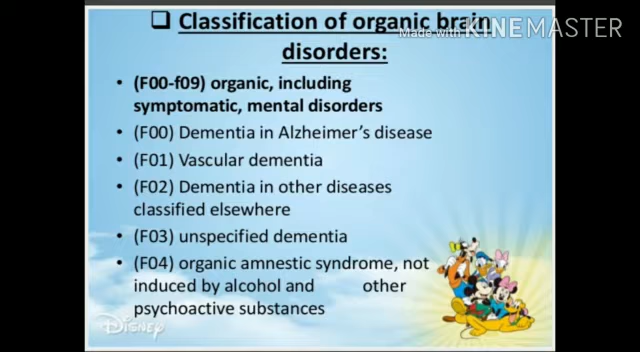 ❑ Classification of organic brain
Made with KINEMASTER
disorders:
• (F00-f09) organic, including
symptomatic, mental disorders
• (F00) Dementia in Alzheimer's disease
• (F01) Vascular dementia
• (F02) Dementia in other diseases
classified elsewhere
• (F03) unspecified dementia
• (F04) organic amnestic syndrome, not
induced by alcohol and other
psychoactive substances
Disney